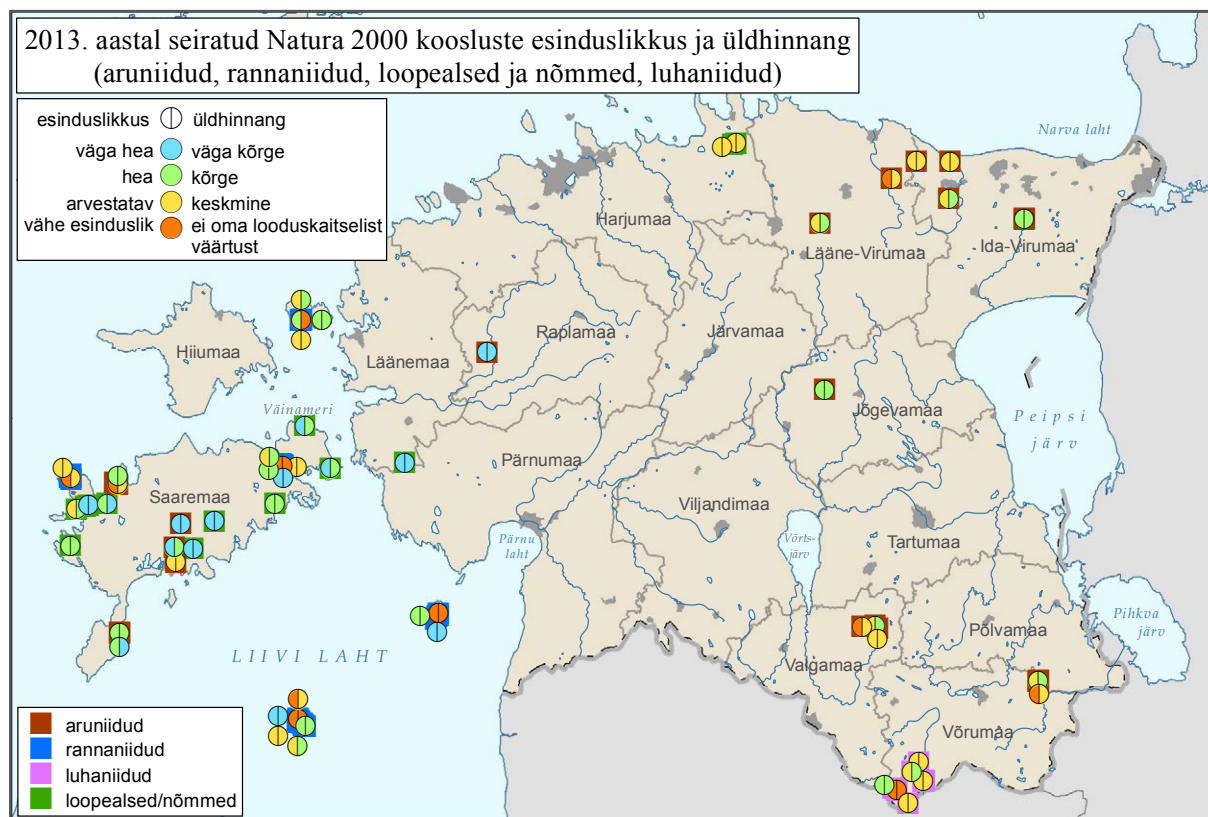 2013. aastal seiratud Natura 2000 koosluste esinduslikkus ja üldhinnang
(aruniidud, rannaniidud, loopealsed ja nõmmed, luhaniidud)
esinduslikkus üldhinnang
väga hea väga kõrge
hea kõrge
arvestatav keskmine
vähe esinduslik ei oma looduskaitselist
väärtust
Narva laht
Harjumaa
Lääne-Virumaa
Ida-Virumaa
Hiiumaa
Läänemaa
Raplamaa
Järvamaa
Väinameri
Jõgevamaa
Peipsi
järv
Saaremaa
Pärnumaa
Viljandimaa
Pärnu
laht
Võrts-
järv
Tartumaa
Pihkva
järv
LIIVI LAHT
Valgamaa
Põlvamaa
Võrumaa
aruniidud
rannaniidud
luhaniidud
loopealsed/nõmmed